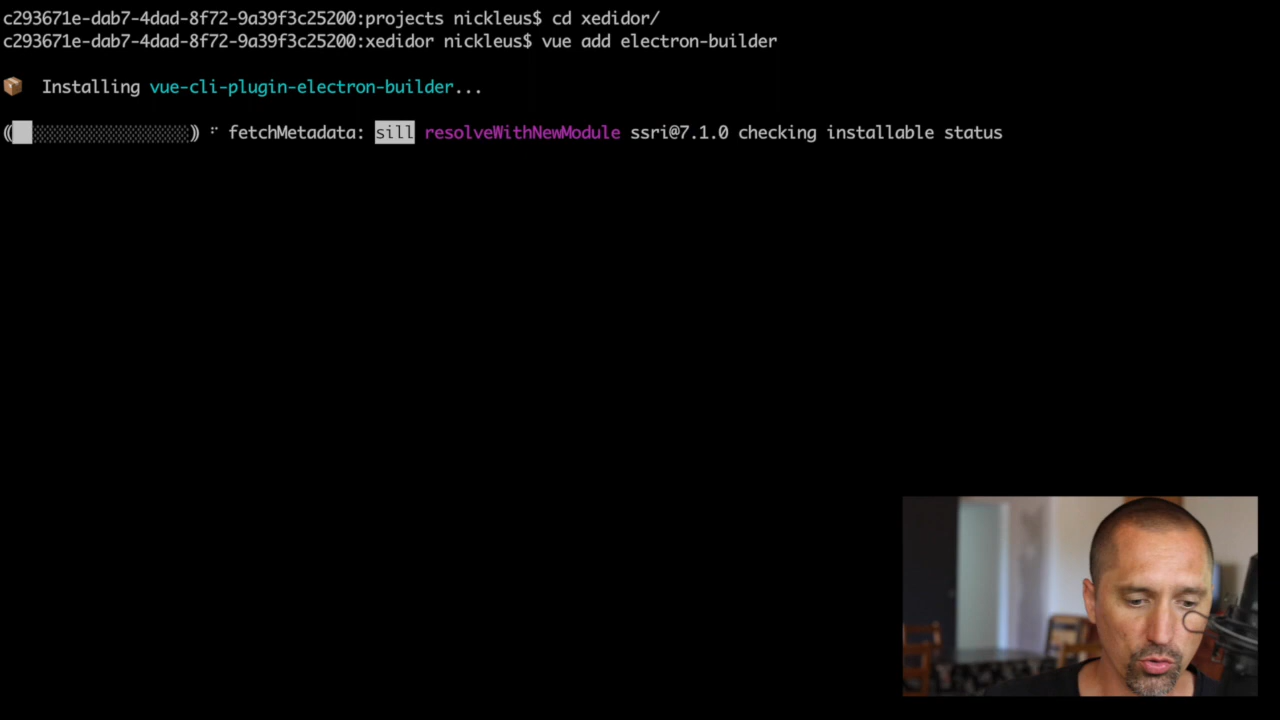 c293671e-dab7-4dad-8f72-9a39f3c25200:projects nickleus$ cd xedidor/
c293671e-dab7-4dad-8f72-9a39f3c25200:xedidor nickleus$ vue add electron-builder
Installing vue-cli-plugin-electron-builder...
fetchMetadata: sill resolveWithNewModule ssri@7.1.0 checking installable status